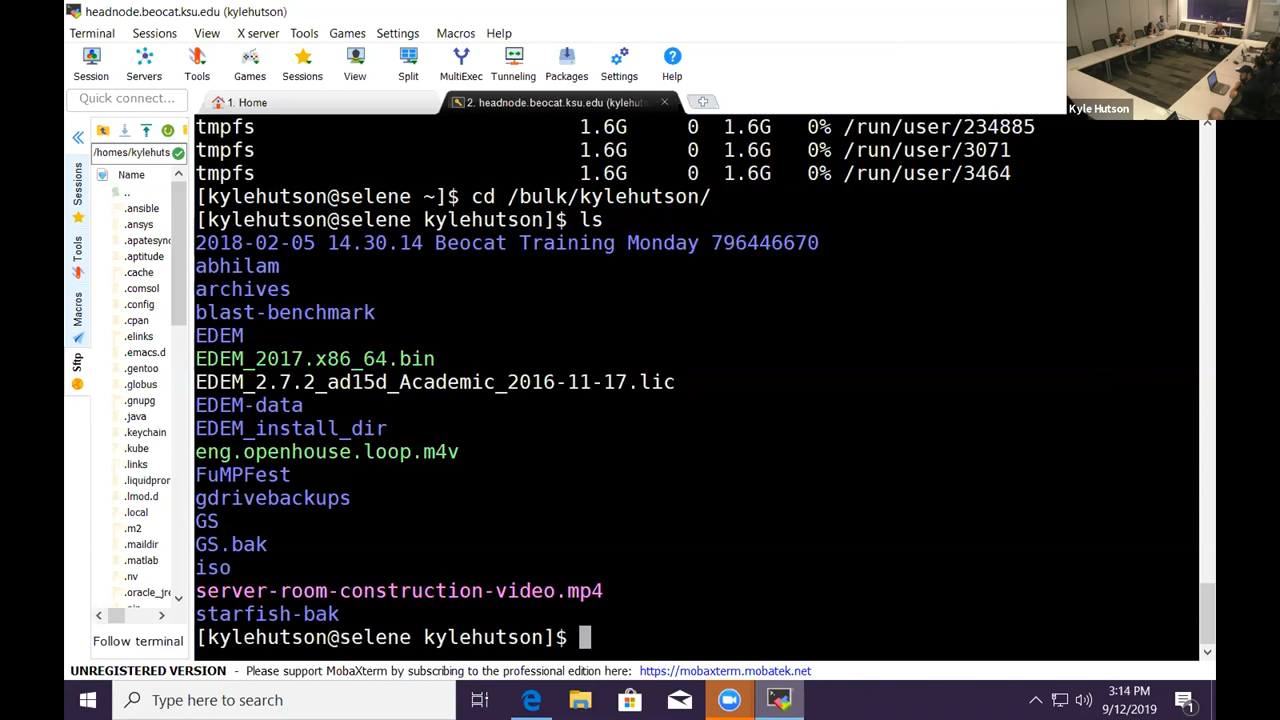 headnode.beocat.ksu.edu (kylehutson)
Terminal Sessions View X server Tools Games Settings Macros Help
Session Servers Tools Games Sessions View Split MultiExec Tunneling Packages Settings Help
Quick connect...
1. Home
2. headnode.beocat.ksu.edu (kylehuts
Kyle Hutson
/homes/kylehuts
Name
..
.ansible
.ansys
.apatesync
.aptitude
.cache
.comsol
.config
.cpan
.elinks
.emacs.d
.gentoo
.globus
.gnupg
.java
.keychain
.kube
.links
.liquidpron
.lmod.d
.local
.m2
.maildir
.matlab
.nv
.oracle_jre
Follow terminal
Sessions
Tools
Macros
Sftp
tmpfs 1.6G 0 1.6G 0% /run/user/234885
tmpfs 1.6G 0 1.6G 0% /run/user/3071
tmpfs 1.6G 0 1.6G 0% /run/user/3464
[kylehutson@selene ~]$ cd /bulk/kylehutson/
[kylehutson@selene kylehutson]$ ls
2018-02-05 14.30.14 Beocat Training Monday 796446670
abhilam
archives
blast-benchmark
EDEM
EDEM_2017.x86_64.bin
EDEM_2.7.2_ad15d_Academic_2016-11-17.lic
EDEM-data
EDEM_install_dir
eng.openhouse.loop.m4v
FuMPFest
gdrivebackups
GS
GS.bak
iso
server-room-construction-video.mp4
starfish-bak
[kylehutson@selene kylehutson]$
UNREGISTERED VERSION - Please support MobaXterm by subscribing to the professional edition here: https://mobaxterm.mobatek.net
Type here to search
3:14 PM
9/12/2019
1